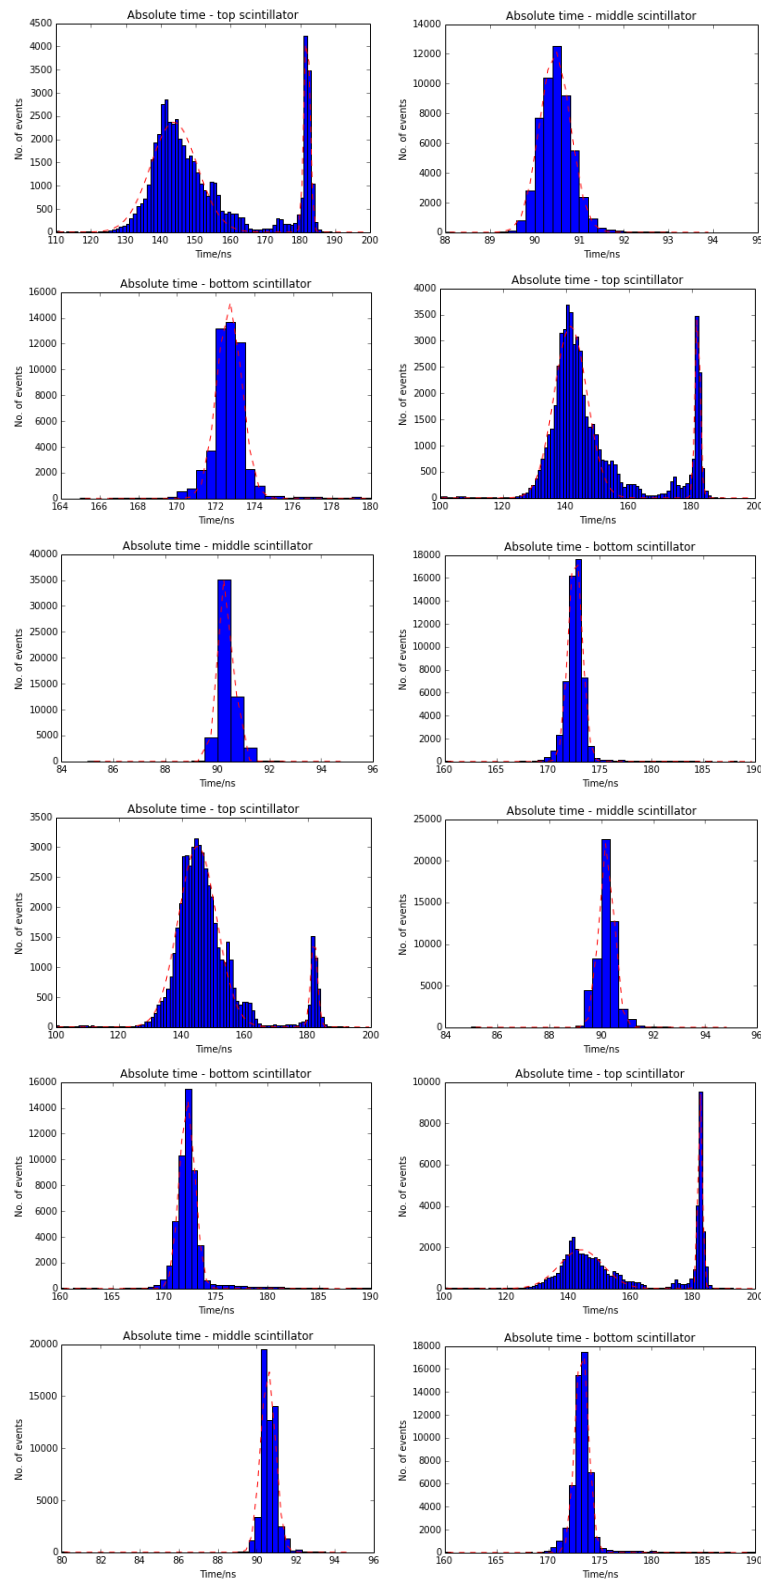 Absolute time - top scintillator
No. of events
4500
4000
3500
3000
2500
2000
1500
1000
500
0
110 120 130 140 150 160 170 180 190 200
Time/ns
Absolute time - middle scintillator
No. of events
14000
12000
10000
8000
6000
4000
2000
0
88 89 90 91 92 93 94 95
Time/ns
Absolute time - bottom scintillator
No. of events
16000
14000
12000
10000
8000
6000
4000
2000
0
164 166 168 170 172 174 176 178 180
Time/ns
Absolute time - top scintillator
No. of events
4000
3500
3000
2500
2000
1500
1000
500
0
100 120 140 160 180 200
Time/ns
Absolute time - middle scintillator
No. of events
40000
35000
30000
25000
20000
15000
10000
5000
0
84 86 88 90 92 94 96
Time/ns
Absolute time - bottom scintillator
No. of events
18000
16000
14000
12000
10000
8000
6000
4000
2000
0
160 165 170 175 180 185 190
Time/ns
Absolute time - top scintillator
No. of events
3500
3000
2500
2000
1500
1000
500
0
100 120 140 160 180 200
Time/ns
Absolute time - middle scintillator
No. of events
25000
20000
15000
10000
5000
0
84 86 88 90 92 94 96
Time/ns
Absolute time - bottom scintillator
No. of events
16000
14000
12000
10000
8000
6000
4000
2000
0
160 165 170 175 180 185 190
Time/ns
Absolute time - top scintillator
No. of events
10000
8000
6000
4000
2000
0
100 120 140 160 180 200
Time/ns
Absolute time - middle scintillator
No. of events
20000
15000
10000
5000
0
80 82 84 86 88 90 92 94 96
Time/ns
Absolute time - bottom scintillator
No. of events
18000
16000
14000
12000
10000
8000
6000
4000
2000
0
160 165 170 175 180 185 190
Time/ns